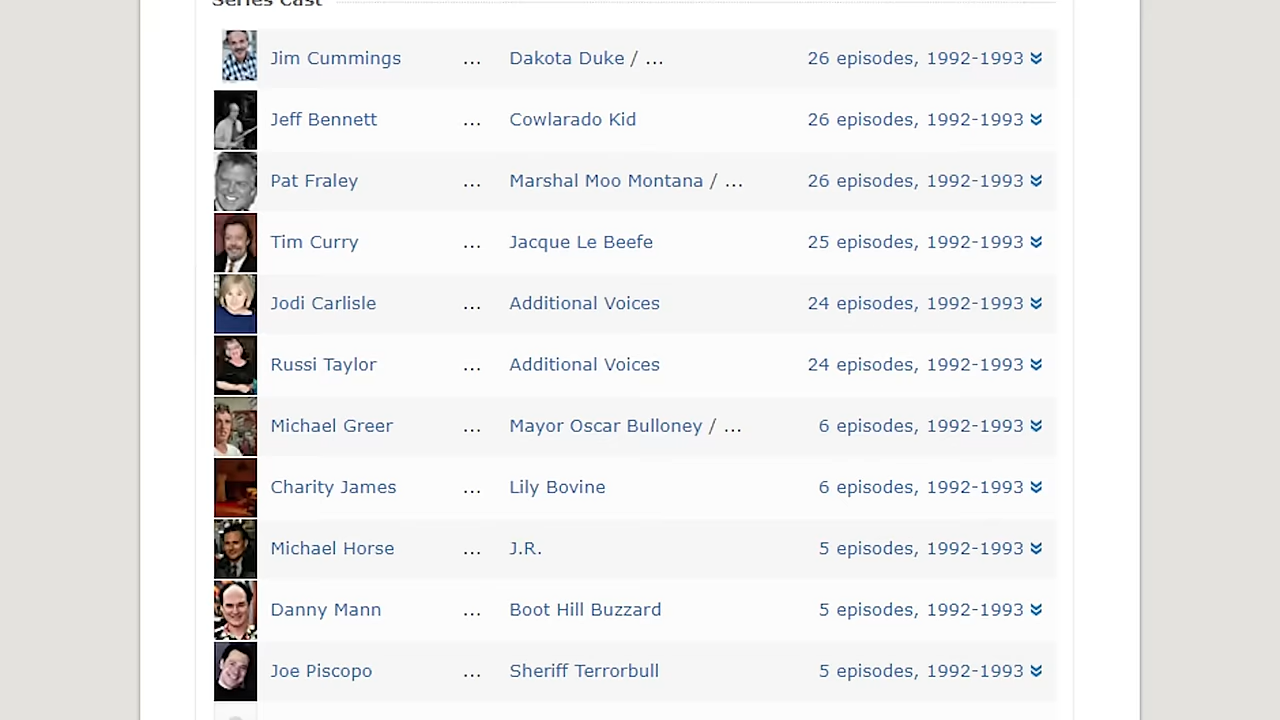 Series Cast
Jim Cummings ... Dakota Duke / ... 26 episodes, 1992-1993
Jeff Bennett ... Cowlarado Kid 26 episodes, 1992-1993
Pat Fraley ... Marshal Moo Montana / ... 26 episodes, 1992-1993
Tim Curry ... Jacque Le Beefe 25 episodes, 1992-1993
Jodi Carlisle ... Additional Voices 24 episodes, 1992-1993
Russi Taylor ... Additional Voices 24 episodes, 1992-1993
Michael Greer ... Mayor Oscar Bulloney / ... 6 episodes, 1992-1993
Charity James ... Lily Bovine 6 episodes, 1992-1993
Michael Horse ... J.R. 5 episodes, 1992-1993
Danny Mann ... Boot Hill Buzzard 5 episodes, 1992-1993
Joe Piscopo ... Sheriff Terrorbull 5 episodes, 1992-1993